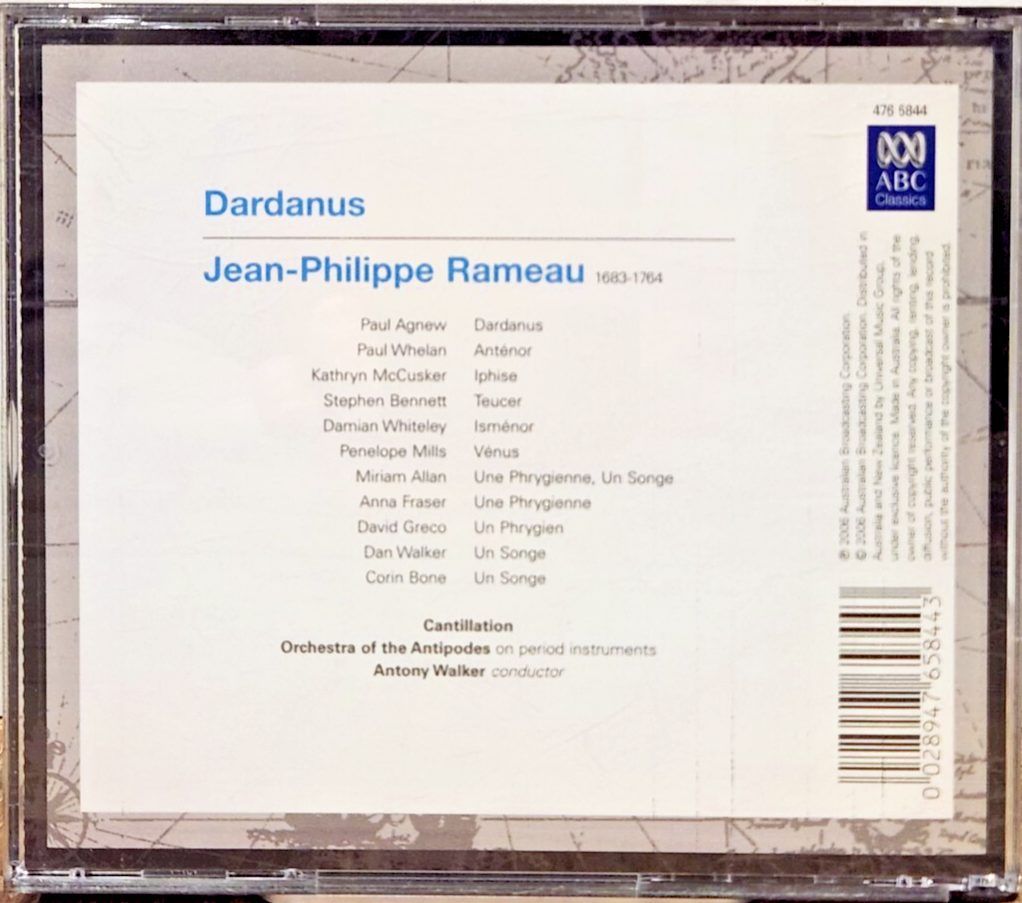 476 5844
ABC
Classics
Dardanus
Jean-Philippe Rameau 1683-1764
Paul Agnew Dardanus
Paul Whelan Anténor
Kathryn McCusker Iphise
Stephen Bennett Teucer
Damian Whiteley Isménor
Penelope Mills Vénus
Miriam Allan Une Phrygienne, Un Songe
Anna Fraser Une Phrygienne
David Greco Un Phrygien
Dan Walker Un Songe
Corin Bone Un Songe
Cantillation
Orchestra of the Antipodes on period instruments
Antony Walker conductor
℗ 2006 Australian Broadcasting Corporation.
© 2006 Australian Broadcasting Corporation. Distributed in
Australia and New Zealand by Universal Music Group,
under exclusive licence. Made in Australia. All rights of the
owner of copyright reserved. Any copying, renting, lending,
diffusion, public performance or broadcast of this record
without the authority of the copyright owner is prohibited.
0 028947 658443